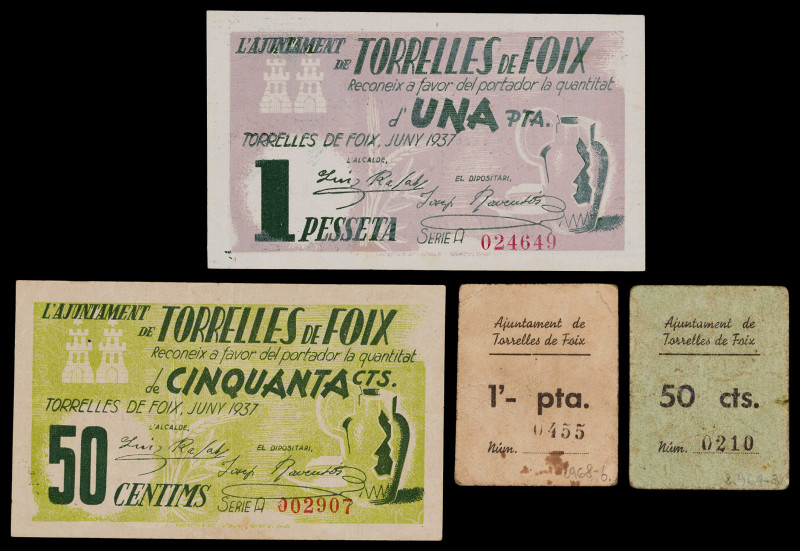 L'AJUNTAMENT
DE TORRELLES DE FOIX
Reconeix a favor del portador la quantitat
d' UNA PTA.
TORRELLES DE FOIX, JUNY 1937
L'ALCALDE,
EL DIPOSITARI,
1 PESSETA
SERIE A 024649
L'AJUNTAMENT
DE TORRELLES DE FOIX
Reconeix a favor del portador la quantitat
de CINQUANTA CTS.
TORRELLES DE FOIX, JUNY 1937
L'ALCALDE,
EL DIPOSITARI,
50 CENTIMS
SERIE A 002907
Ajuntament de
Torrelles de Foix
1'- pta.
Núm. 0455
Ajuntament de
Torrelles de Foix
50 cts.
Núm. 0210